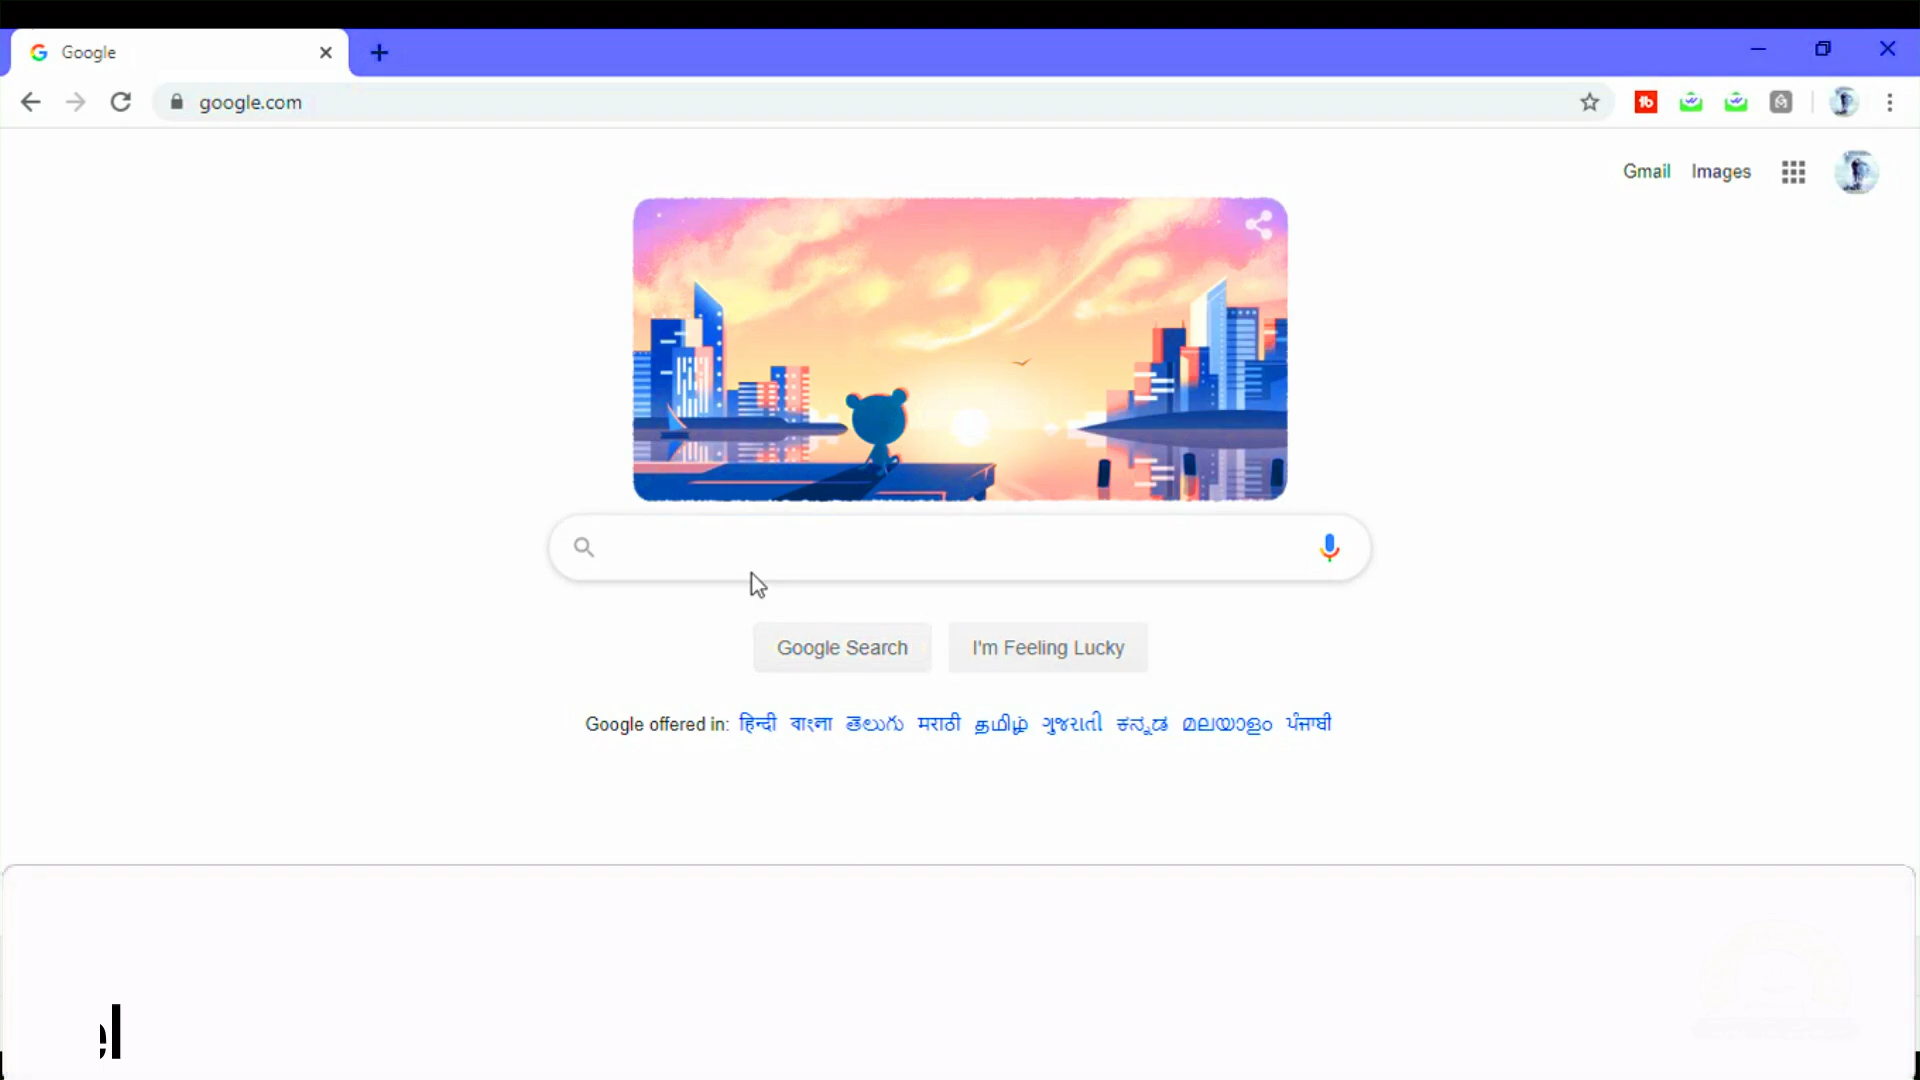 Google
google.com
Gmail Images
Google Search I'm Feeling Lucky
Google offered in: हिन्दी বাংলা తెలుగు मराठी தமிழ் ગુજરાતી ಕನ್ನಡ മലയാളം ਪੰਜਾਬੀ